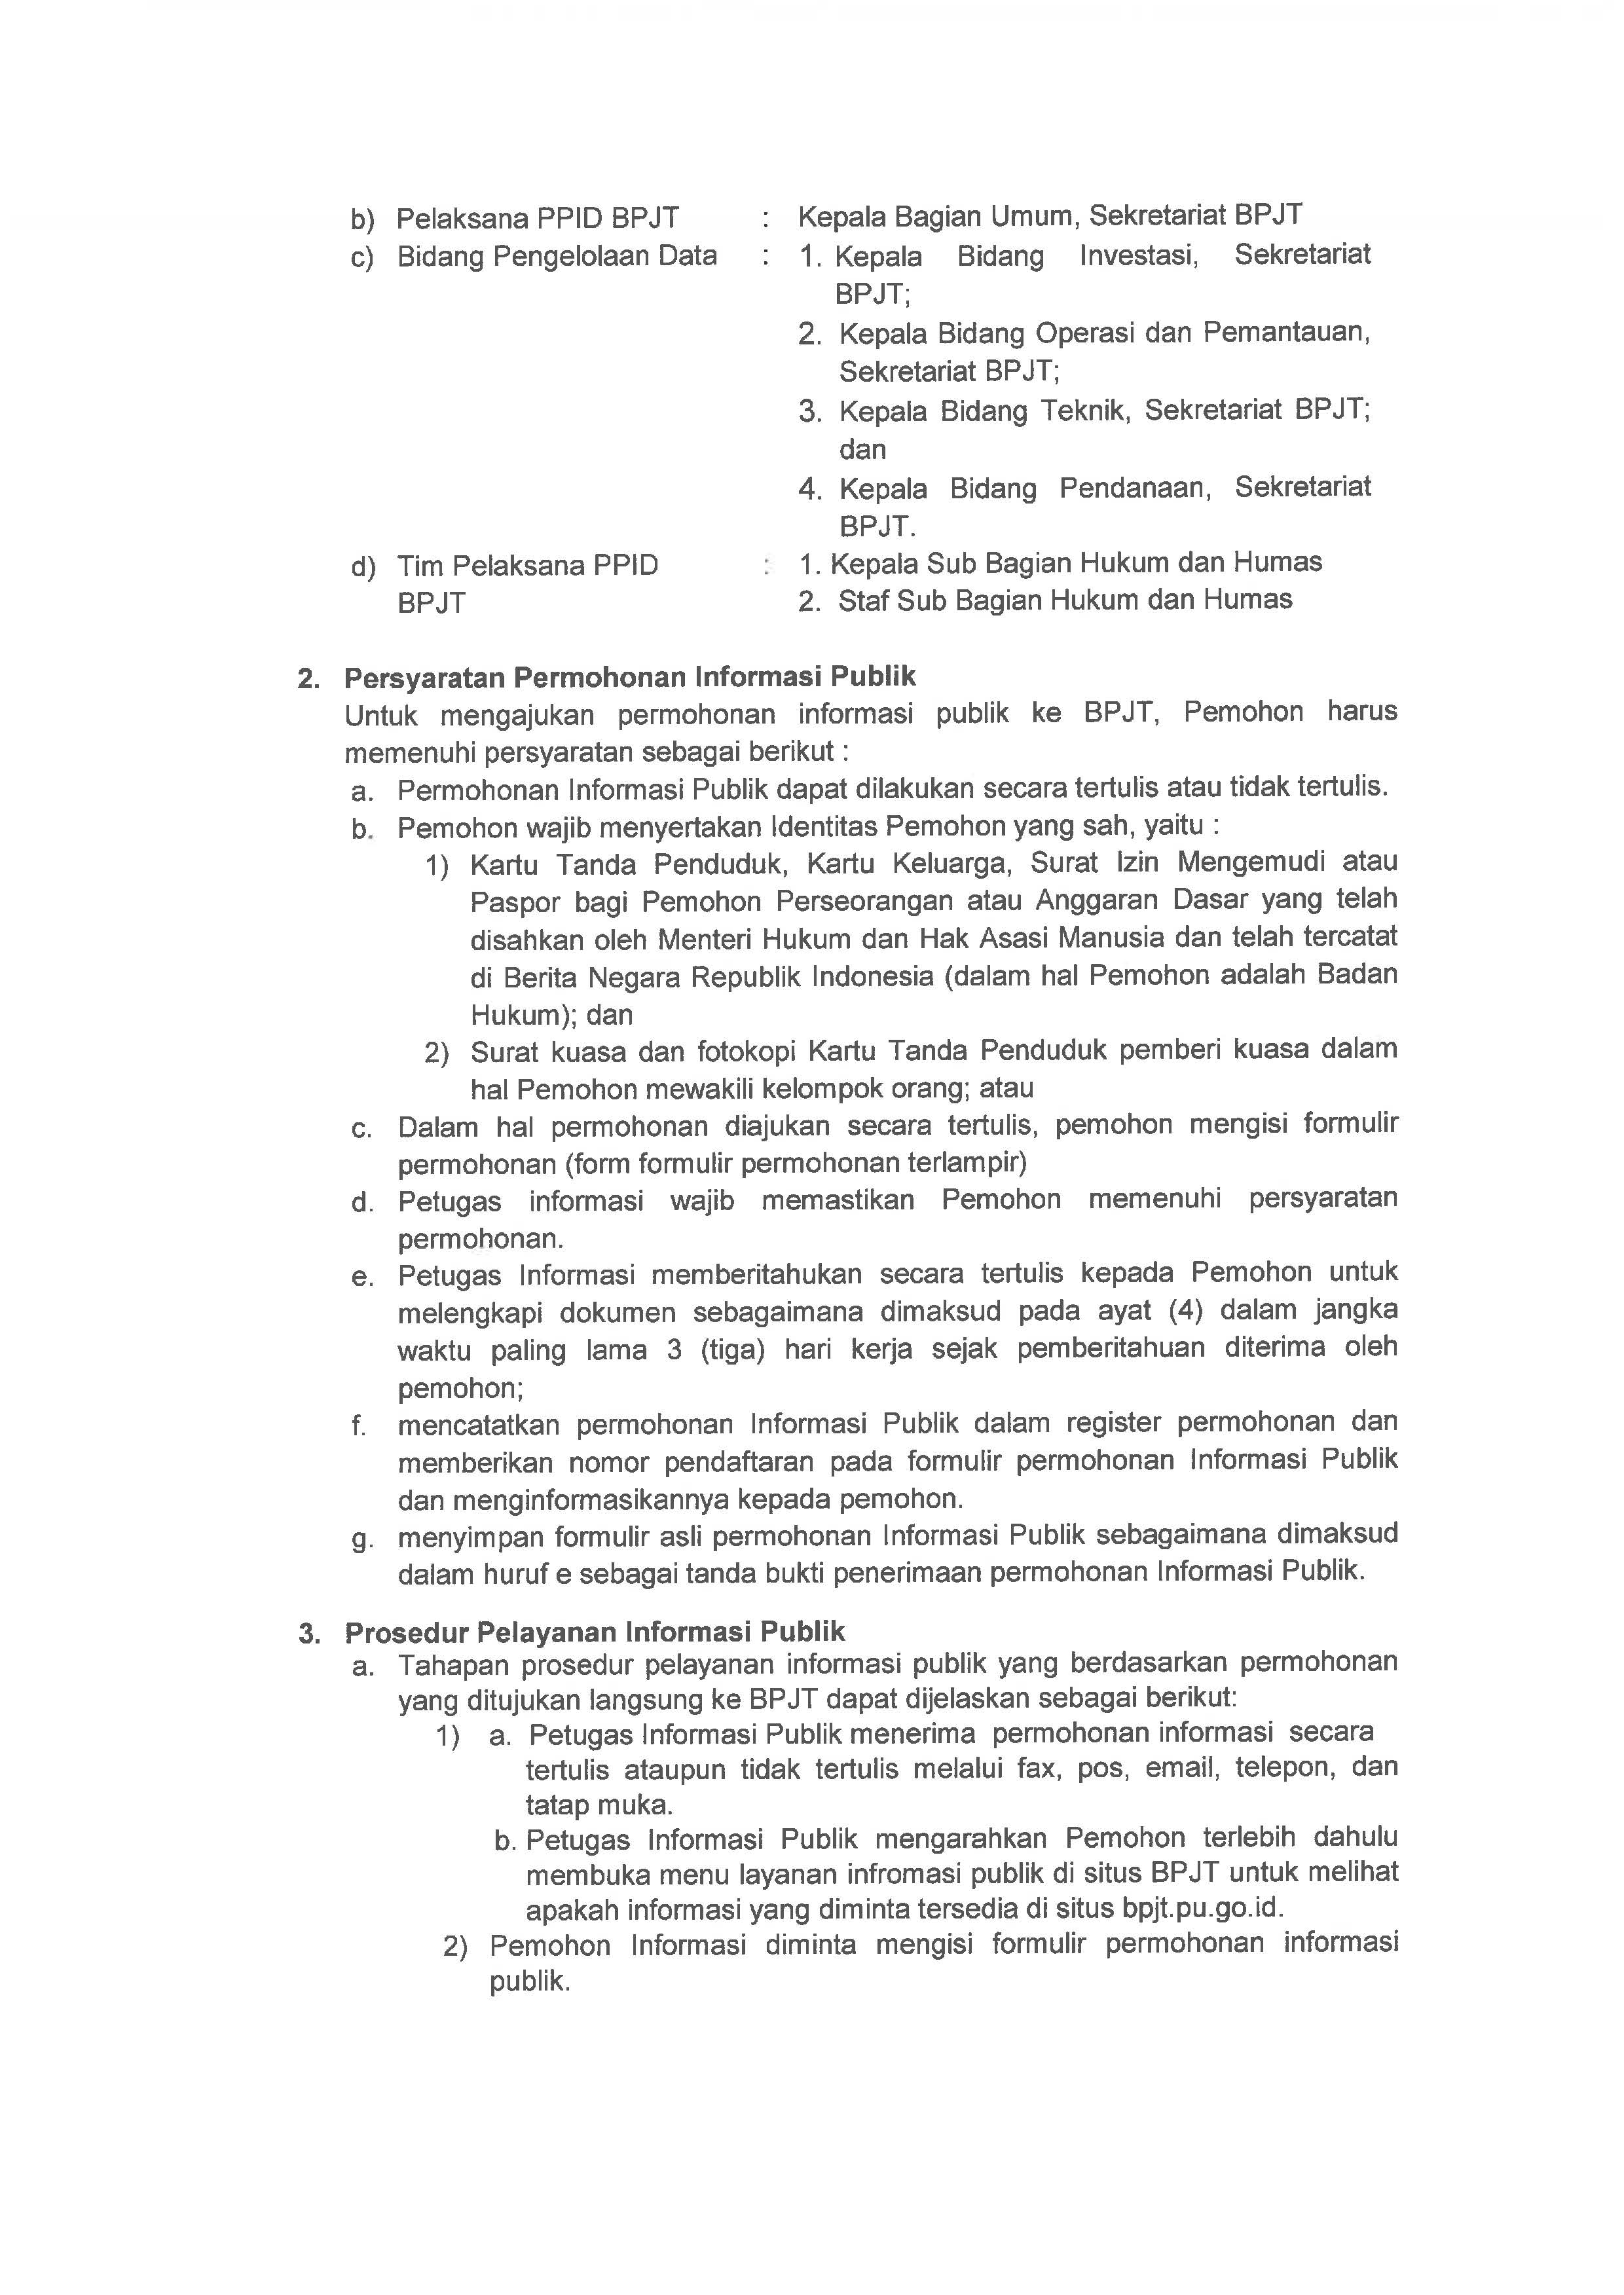 b) Pelaksana PPID BPJT : Kepala Bagian Umum, Sekretariat BPJT
c) Bidang Pengelolaan Data : 1. Kepala Bidang Investasi, Sekretariat
BPJT;
2. Kepala Bidang Operasi dan Pemantauan,
Sekretariat BPJT;
3. Kepala Bidang Teknik, Sekretariat BPJT;
dan
4. Kepala Bidang Pendanaan, Sekretariat
BPJT.
d) Tim Pelaksana PPID : 1. Kepala Sub Bagian Hukum dan Humas
BPJT 2. Staf Sub Bagian Hukum dan Humas
2. Persyaratan Permohonan Informasi Publik
Untuk mengajukan permohonan informasi publik ke BPJT, Pemohon harus
memenuhi persyaratan sebagai berikut :
a. Permohonan Informasi Publik dapat dilakukan secara tertulis atau tidak tertulis.
b. Pemohon wajib menyertakan Identitas Pemohon yang sah, yaitu :
1) Kartu Tanda Penduduk, Kartu Keluarga, Surat Izin Mengemudi atau
Paspor bagi Pemohon Perseorangan atau Anggaran Dasar yang telah
disahkan oleh Menteri Hukum dan Hak Asasi Manusia dan telah tercatat
di Berita Negara Republik Indonesia (dalam hal Pemohon adalah Badan
Hukum); dan
2) Surat kuasa dan fotokopi Kartu Tanda Penduduk pemberi kuasa dalam
hal Pemohon mewakili kelompok orang; atau
c. Dalam hal permohonan diajukan secara tertulis, pemohon mengisi formulir
permohonan (form formulir permohonan terlampir)
d. Petugas informasi wajib memastikan Pemohon memenuhi persyaratan
permohonan.
e. Petugas Informasi memberitahukan secara tertulis kepada Pemohon untuk
melengkapi dokumen sebagaimana dimaksud pada ayat (4) dalam jangka
waktu paling lama 3 (tiga) hari kerja sejak pemberitahuan diterima oleh
pemohon;
f. mencatatkan permohonan Informasi Publik dalam register permohonan dan
memberikan nomor pendaftaran pada formulir permohonan Informasi Publik
dan menginformasikannya kepada pemohon.
g. menyimpan formulir asli permohonan Informasi Publik sebagaimana dimaksud
dalam huruf e sebagai tanda bukti penerimaan permohonan Informasi Publik.
3. Prosedur Pelayanan Informasi Publik
a. Tahapan prosedur pelayanan informasi publik yang berdasarkan permohonan
yang ditujukan langsung ke BPJT dapat dijelaskan sebagai berikut:
1) a. Petugas Informasi Publik menerima permohonan informasi secara
tertulis ataupun tidak tertulis melalui fax, pos, email, telepon, dan
tatap muka.
b. Petugas Informasi Publik mengarahkan Pemohon terlebih dahulu
membuka menu layanan infromasi publik di situs BPJT untuk melihat
apakah informasi yang diminta tersedia di situs bpjt.pu.go.id.
2) Pemohon Informasi diminta mengisi formulir permohonan informasi
publik.